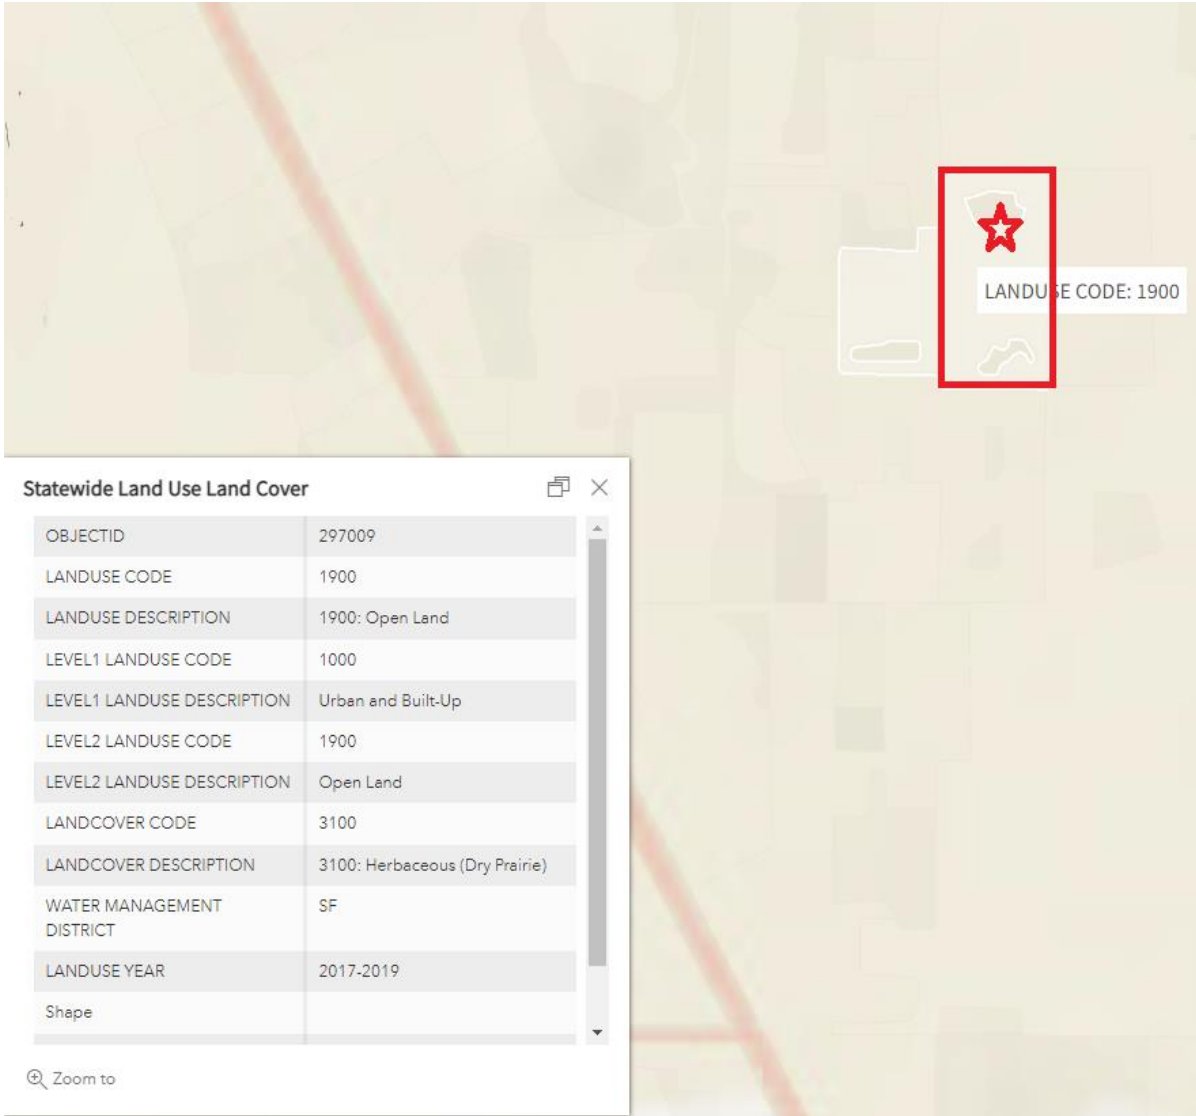 LANDUSE CODE: 1900
Statewide Land Use Land Cover
OBJECTID 297009
LANDUSE CODE 1900
LANDUSE DESCRIPTION 1900: Open Land
LEVEL1 LANDUSE CODE 1000
LEVEL1 LANDUSE DESCRIPTION Urban and Built-Up
LEVEL2 LANDUSE CODE 1900
LEVEL2 LANDUSE DESCRIPTION Open Land
LANDCOVER CODE 3100
LANDCOVER DESCRIPTION 3100: Herbaceous (Dry Prairie)
WATER MANAGEMENT SF
DISTRICT
LANDUSE YEAR 2017-2019
Shape
Zoom to